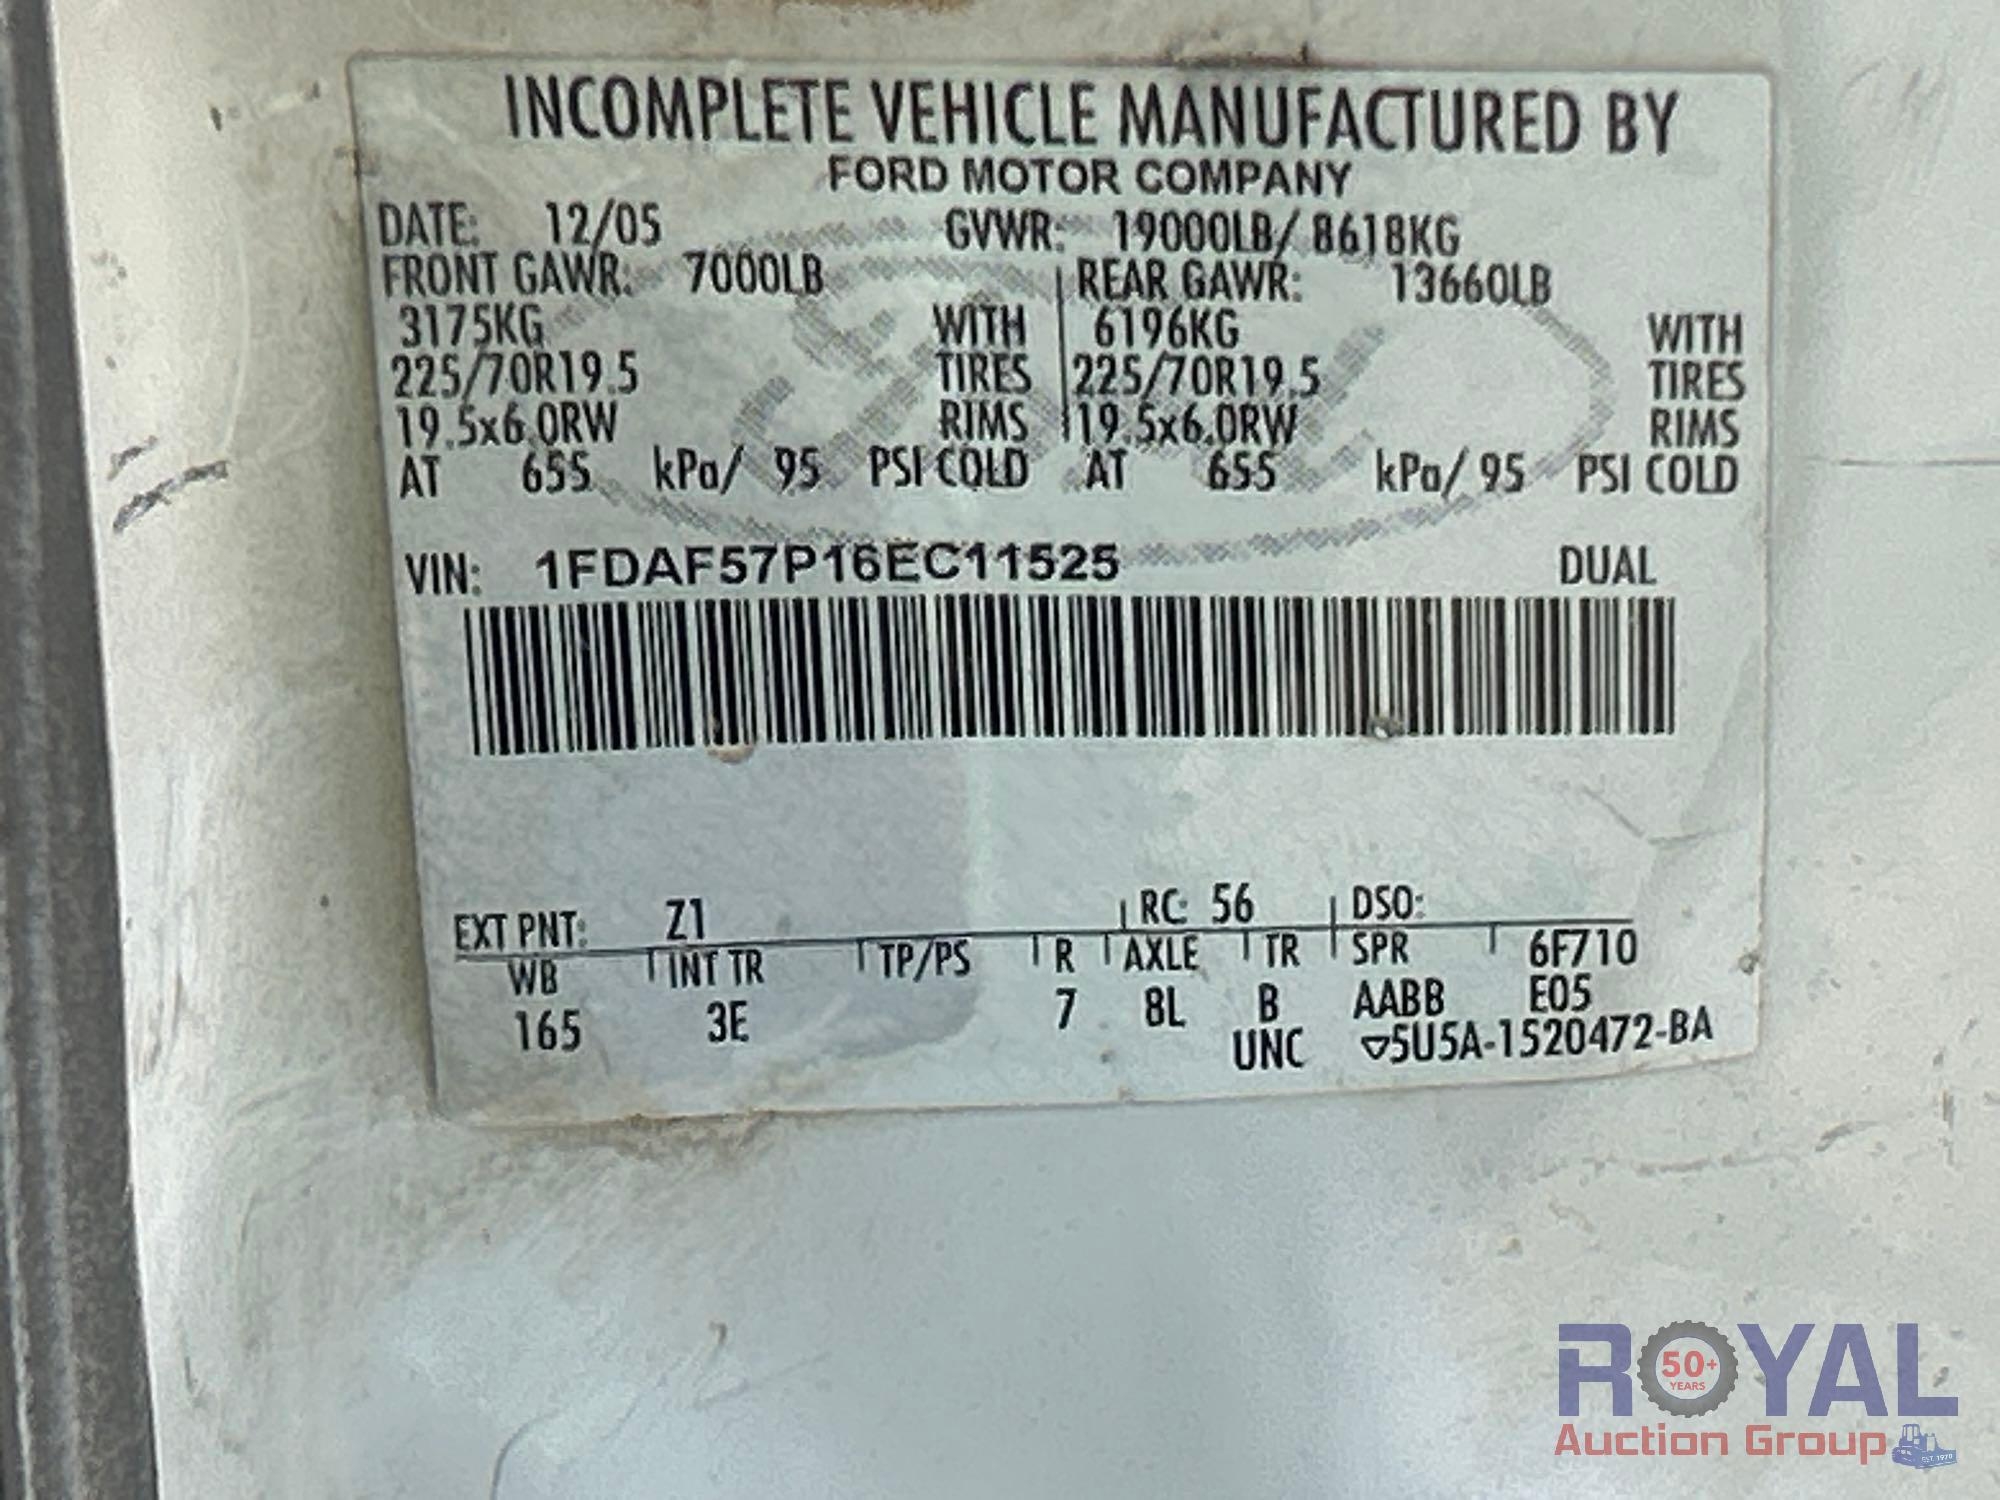 INCOMPLETE VEHICLE MANUFACTURED BY
FORD MOTOR COMPANY
DATE: 12/05 GVWR: 19000LB/ 8618KG
FRONT GAWR: 7000LB REAR GAWR: 13660LB
3175KG WITH 6196KG WITH
225/70R19.5 TIRES 225/70R19.5 TIRES
19.5x6.0RW RIMS 19.5x6.0RW RIMS
AT 655 kPa/ 95 PSI COLD AT 655 kPa/ 95 PSI COLD
VIN: 1FDAF57P16EC11525 DUAL
EXT PNT: Z1 RC: 56 DSO:
WB INT TR TP/PS R AXLE TR SPR 6F710
165 3E 7 8L B AABB E05
UNC ▽5U5A-1520472-BA
ROYAL
50+
YEARS
Auction Group
EST. 1970